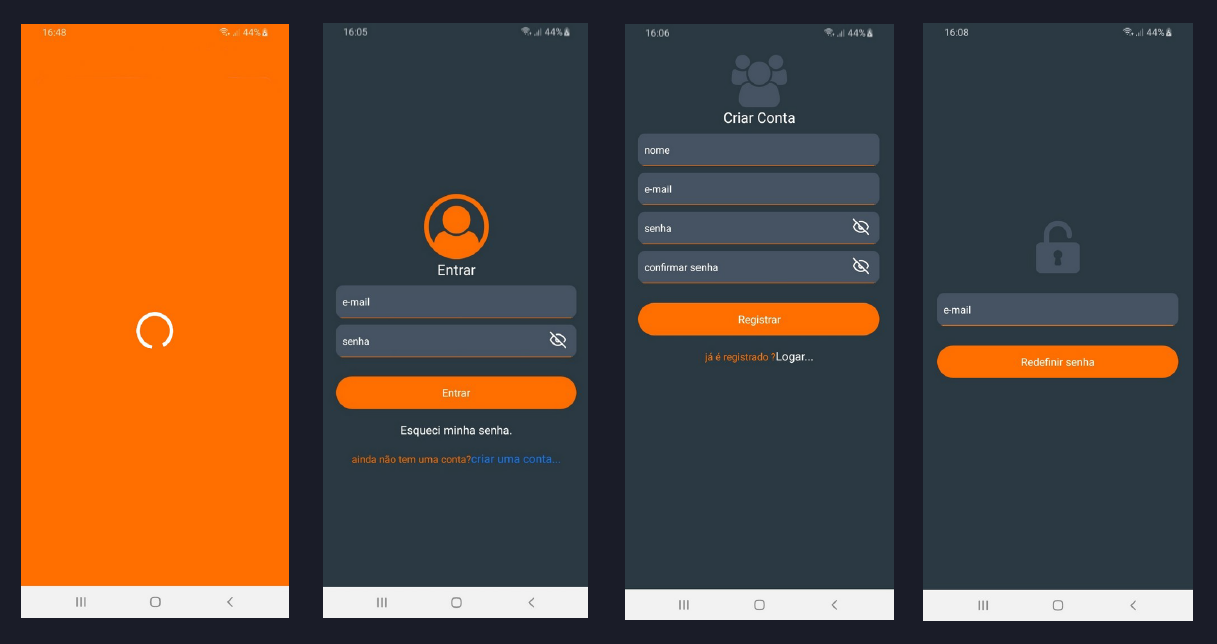 16:48
44%
16:05
44%
Entrar
e-mail
senha
Entrar
Esqueci minha senha.
ainda não tem uma conta?criar uma conta...
16:06
44%
Criar Conta
nome
e-mail
senha
confirmar senha
Registrar
já é registrado ?Logar...
16:08
44%
e-mail
Redefinir senha